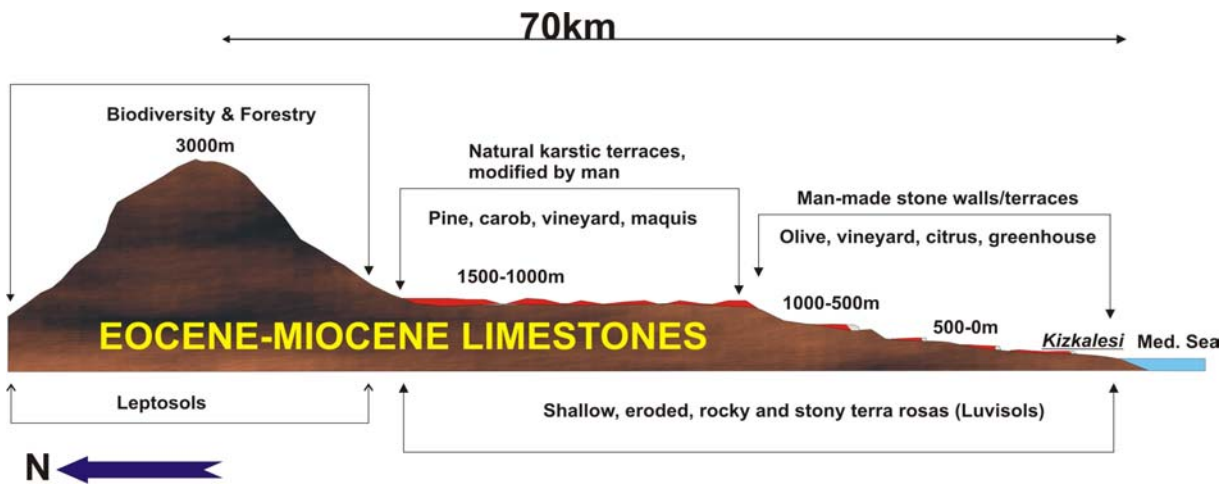 70km
Biodiversity & Forestry
3000m
Natural karstic terraces,
modified by man
Pine, carob, vineyard, maquis
Man-made stone walls/terraces
Olive, vineyard, citrus, greenhouse
1500-1000m
1000-500m
500-0m
Kizkalesi Med. Sea
EOCENE-MIOCENE LIMESTONES
Leptosols
Shallow, eroded, rocky and stony terra rosas (Luvisols)
N